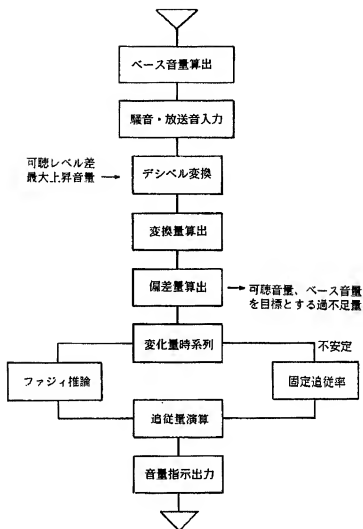 ベース音量算出
騒音・放送音入力
可聴レベル差
最大上昇音量
デシベル変換
変換量算出
偏差量算出
可聴音量、ベース音量
を目標とする過不足量
変化量時系列
不安定
ファジィ推論
固定追従率
追従量演算
音量指示出力